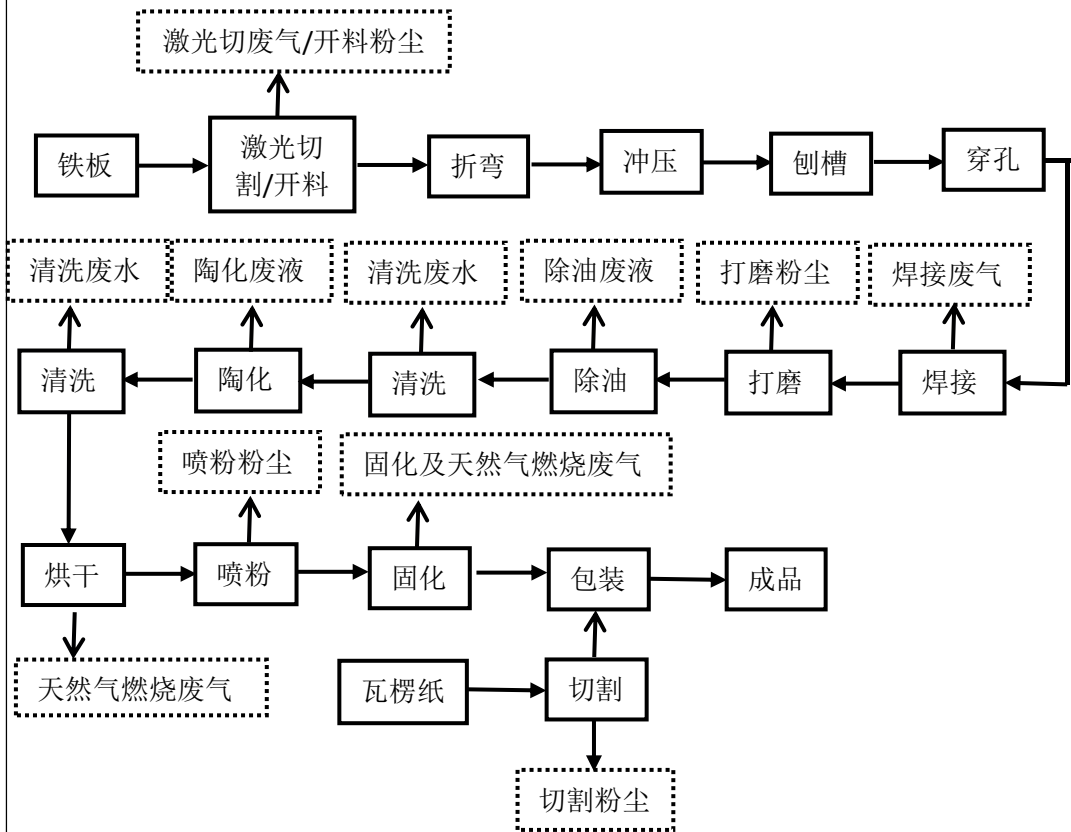 激光切废气/开料粉尘
铁板
激光切
割/开料
折弯
冲压
刨槽
穿孔
清洗废水
陶化废液
清洗废水
除油废液
打磨粉尘
焊接废气
清洗
陶化
清洗
除油
打磨
焊接
喷粉粉尘
固化及天然气燃烧废气
烘干
喷粉
固化
包装
成品
天然气燃烧废气
瓦楞纸
切割
切割粉尘